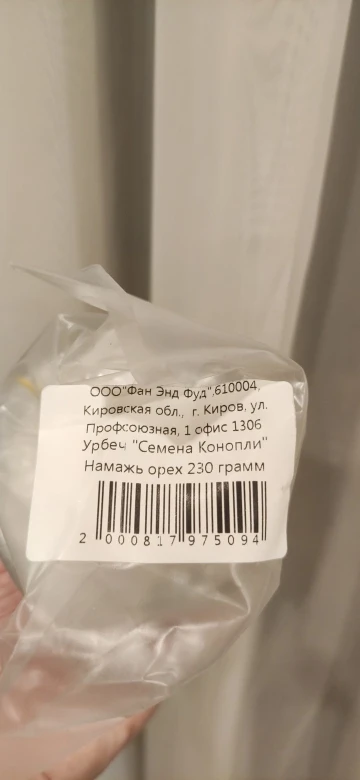 ООО"Фан Энд Фуд",610004,
Кировская обл., г. Киров, ул.
Профсоюзная, 1 офис 1306
Урбеч "Семена Конопли"
Намажь орех 230 грамм
2 000817 975094